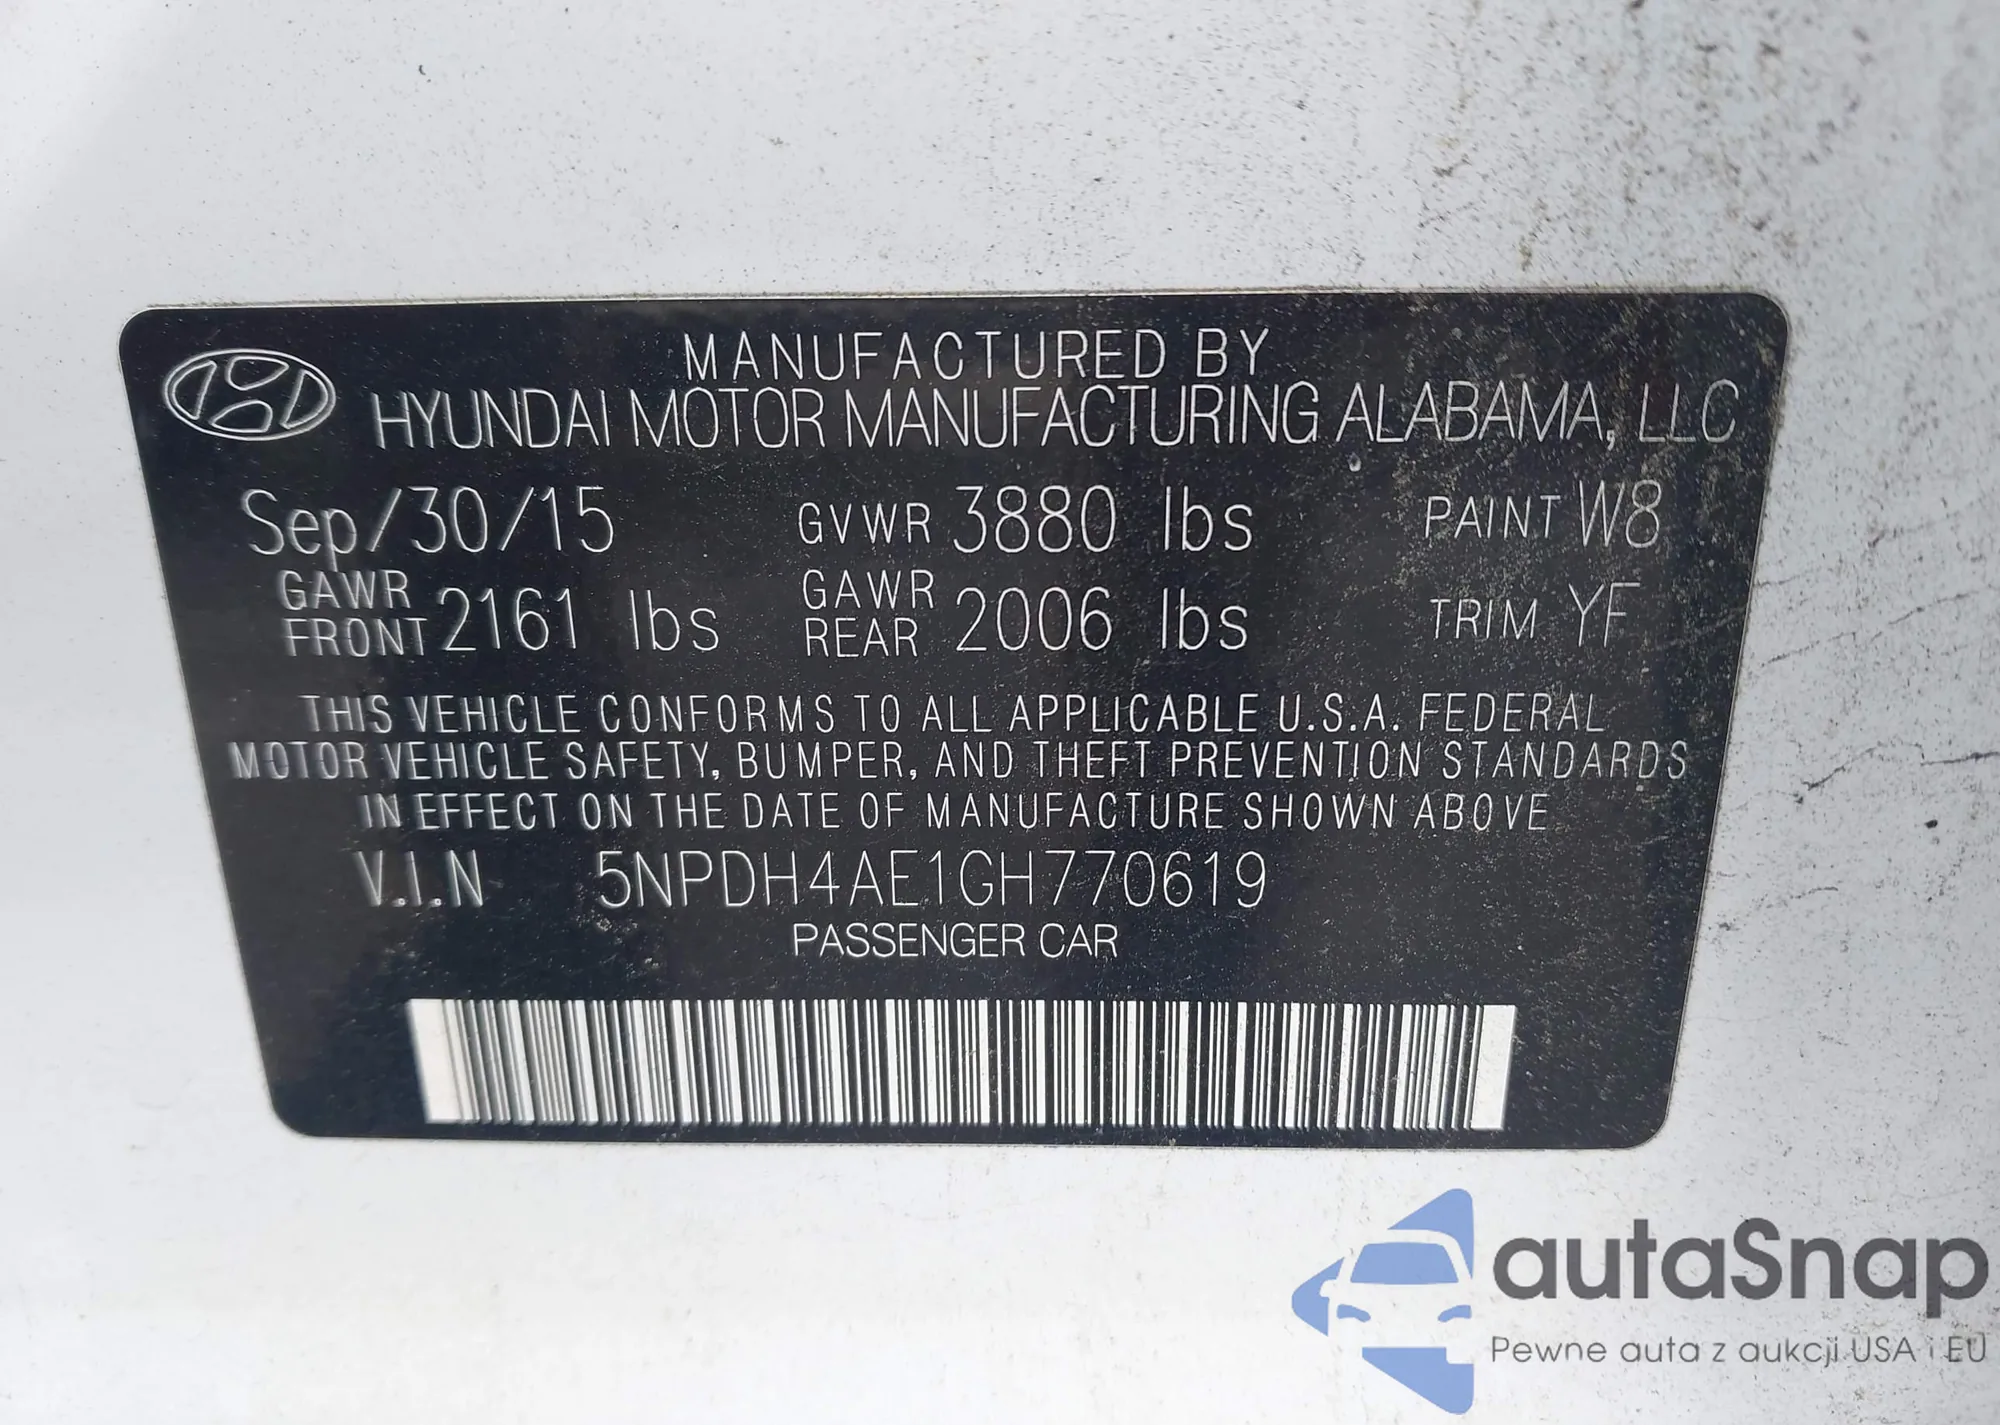 MANUFACTURED BY
HYUNDAI MOTOR MANUFACTURING ALABAMA, LLC
Sep/30/15 GVWR 3880 lbs PAINT W8
GAWR FRONT 2161 lbs GAWR REAR 2006 lbs TRIM YF
THIS VEHICLE CONFORMS TO ALL APPLICABLE U.S.A. FEDERAL
MOTOR VEHICLE SAFETY, BUMPER, AND THEFT PREVENTION STANDARDS
IN EFFECT ON THE DATE OF MANUFACTURE SHOWN ABOVE
V.I.N 5NPDH4AE1GH770619
PASSENGER CAR
autaSnap
Pewne auta z aukcji USA i EU